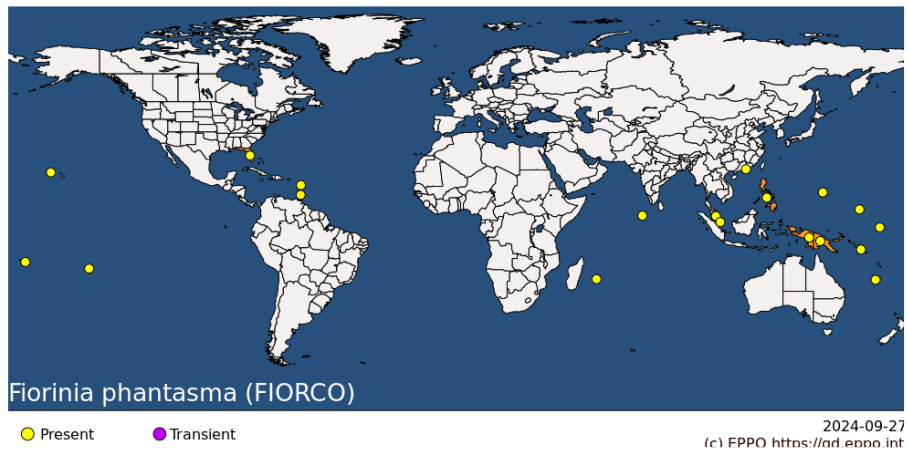 Fiorinia phantasma (FIORCO)
Present
Transient
2024-09-27
(c) EPPO https://gd.eppo.int